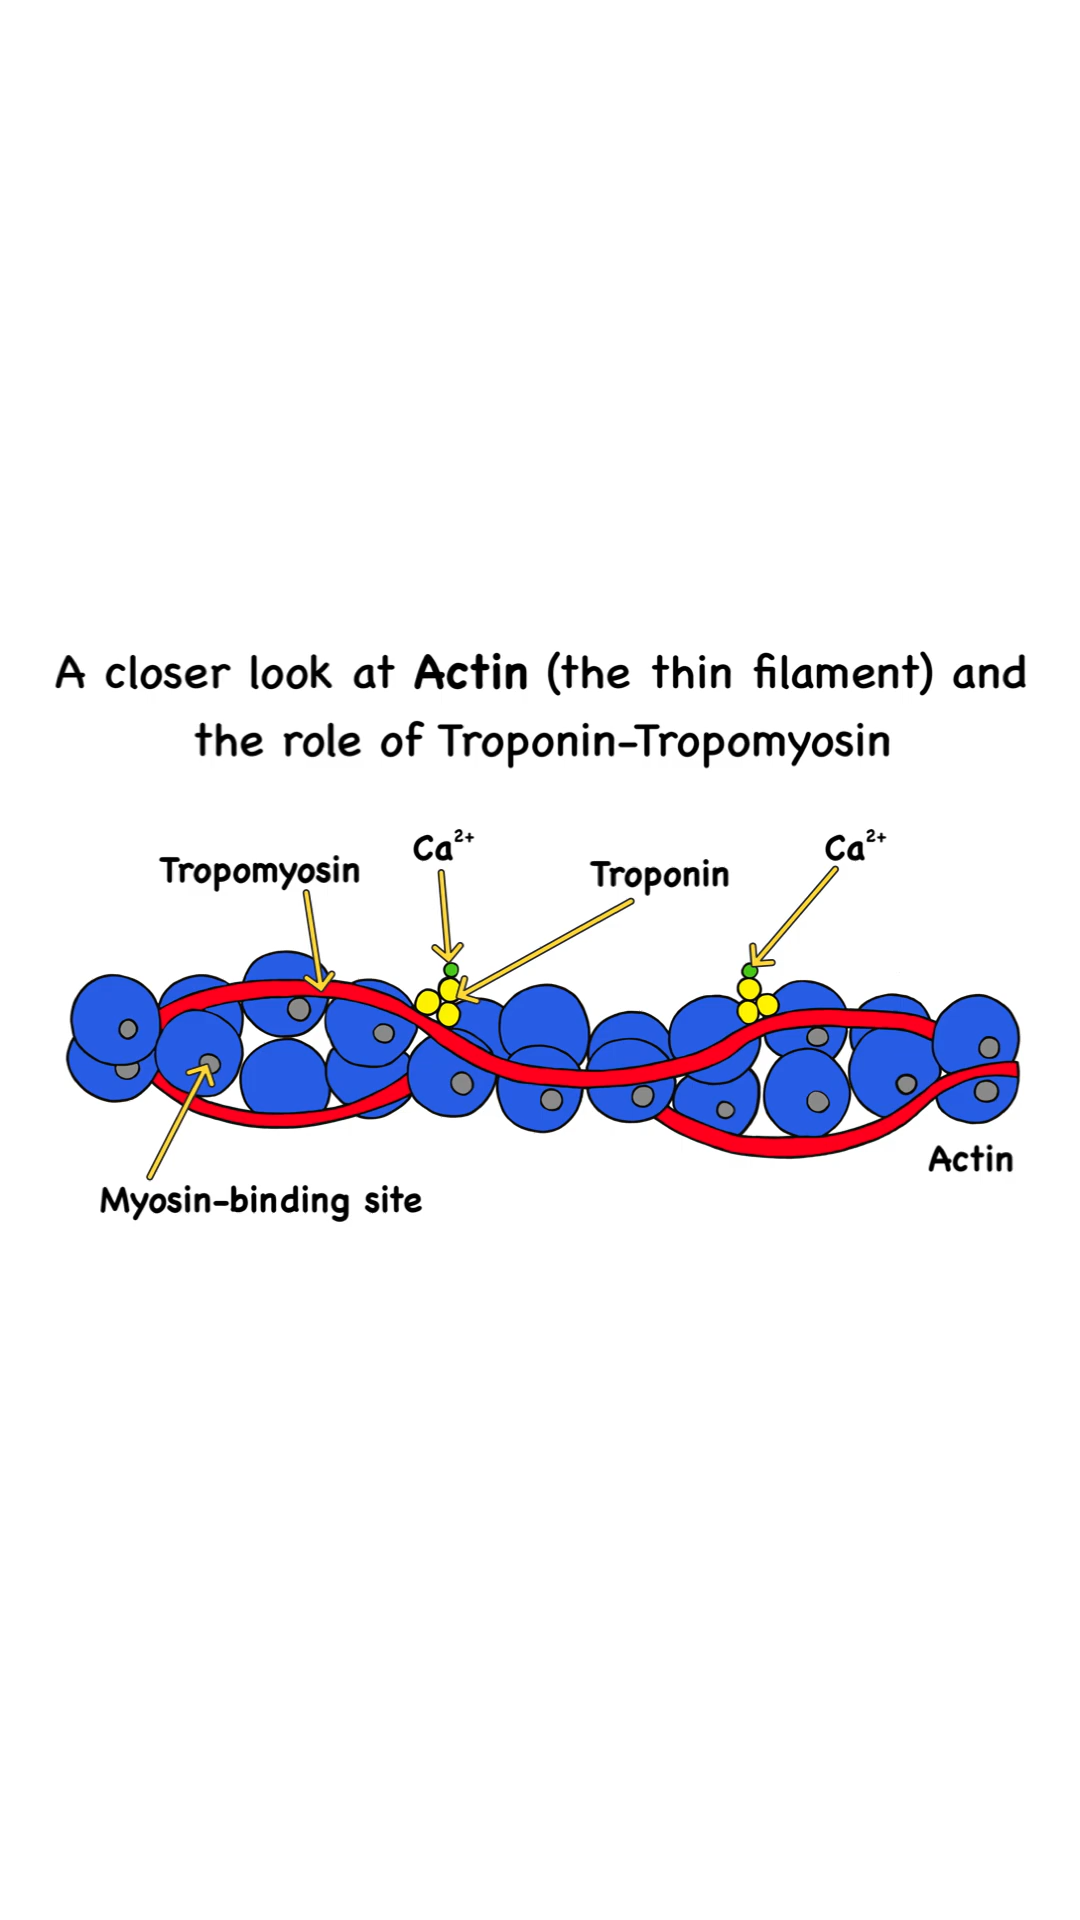 A closer look at Actin (the thin filament) and
the role of Troponin-Tropomyosin
Tropomyosin
Ca²⁺
Troponin
Ca²⁺
Actin
Myosin-binding site